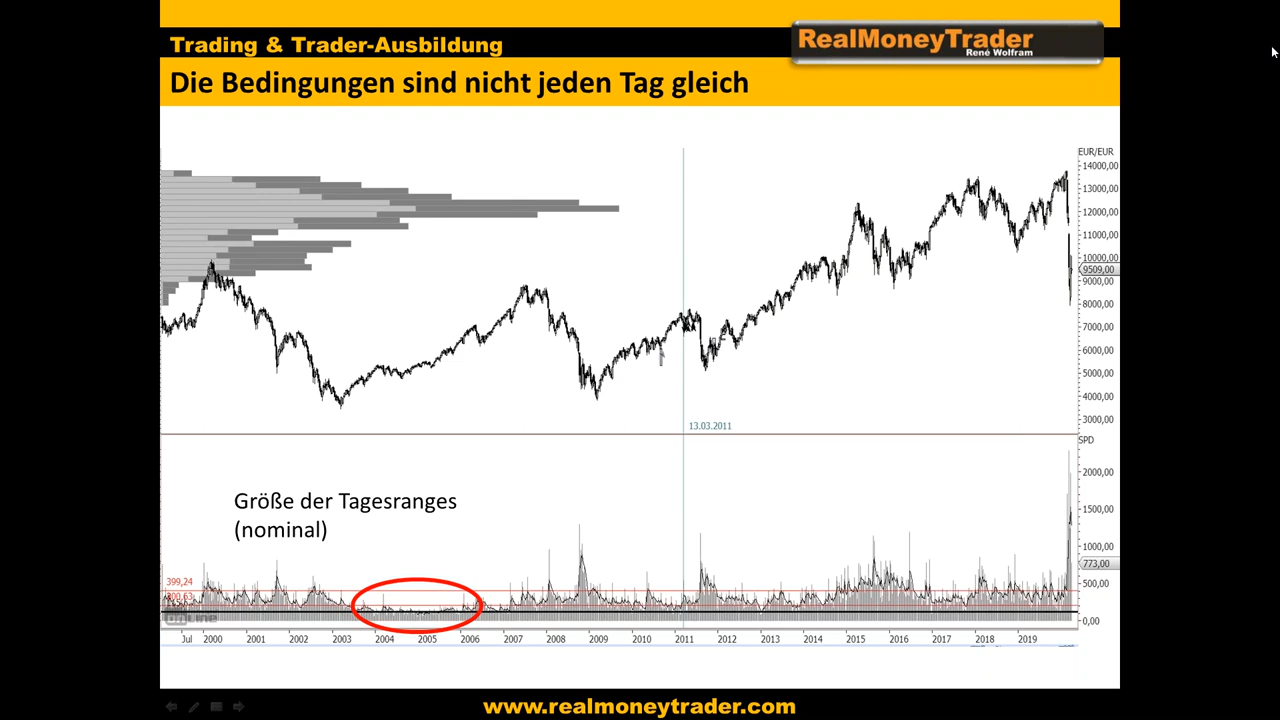 Trading & Trader-Ausbildung
RealMoneyTrader
René Wolfram
Die Bedingungen sind nicht jeden Tag gleich
EUR/EUR
14000,00
13000,00
12000,00
11000,00
10000,00
9509,00
9000,00
8000,00
7000,00
6000,00
5000,00
4000,00
3000,00
13.03.2011
SPD
2000,00
1500,00
1000,00
773,00
500,00
0,00
Größe der Tagesranges
(nominal)
399,24
Jul 2000 2001 2002 2003 2004 2005 2006 2007 2008 2009 2010 2011 2012 2013 2014 2015 2016 2017 2018 2019
www.realmoneytrader.com